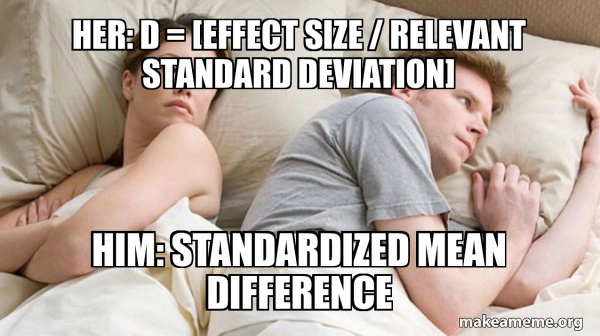 HER: D = [EFFECT SIZE / RELEVANT
STANDARD DEVIATION]
HIM: STANDARDIZED MEAN
DIFFERENCE
makeameme.org